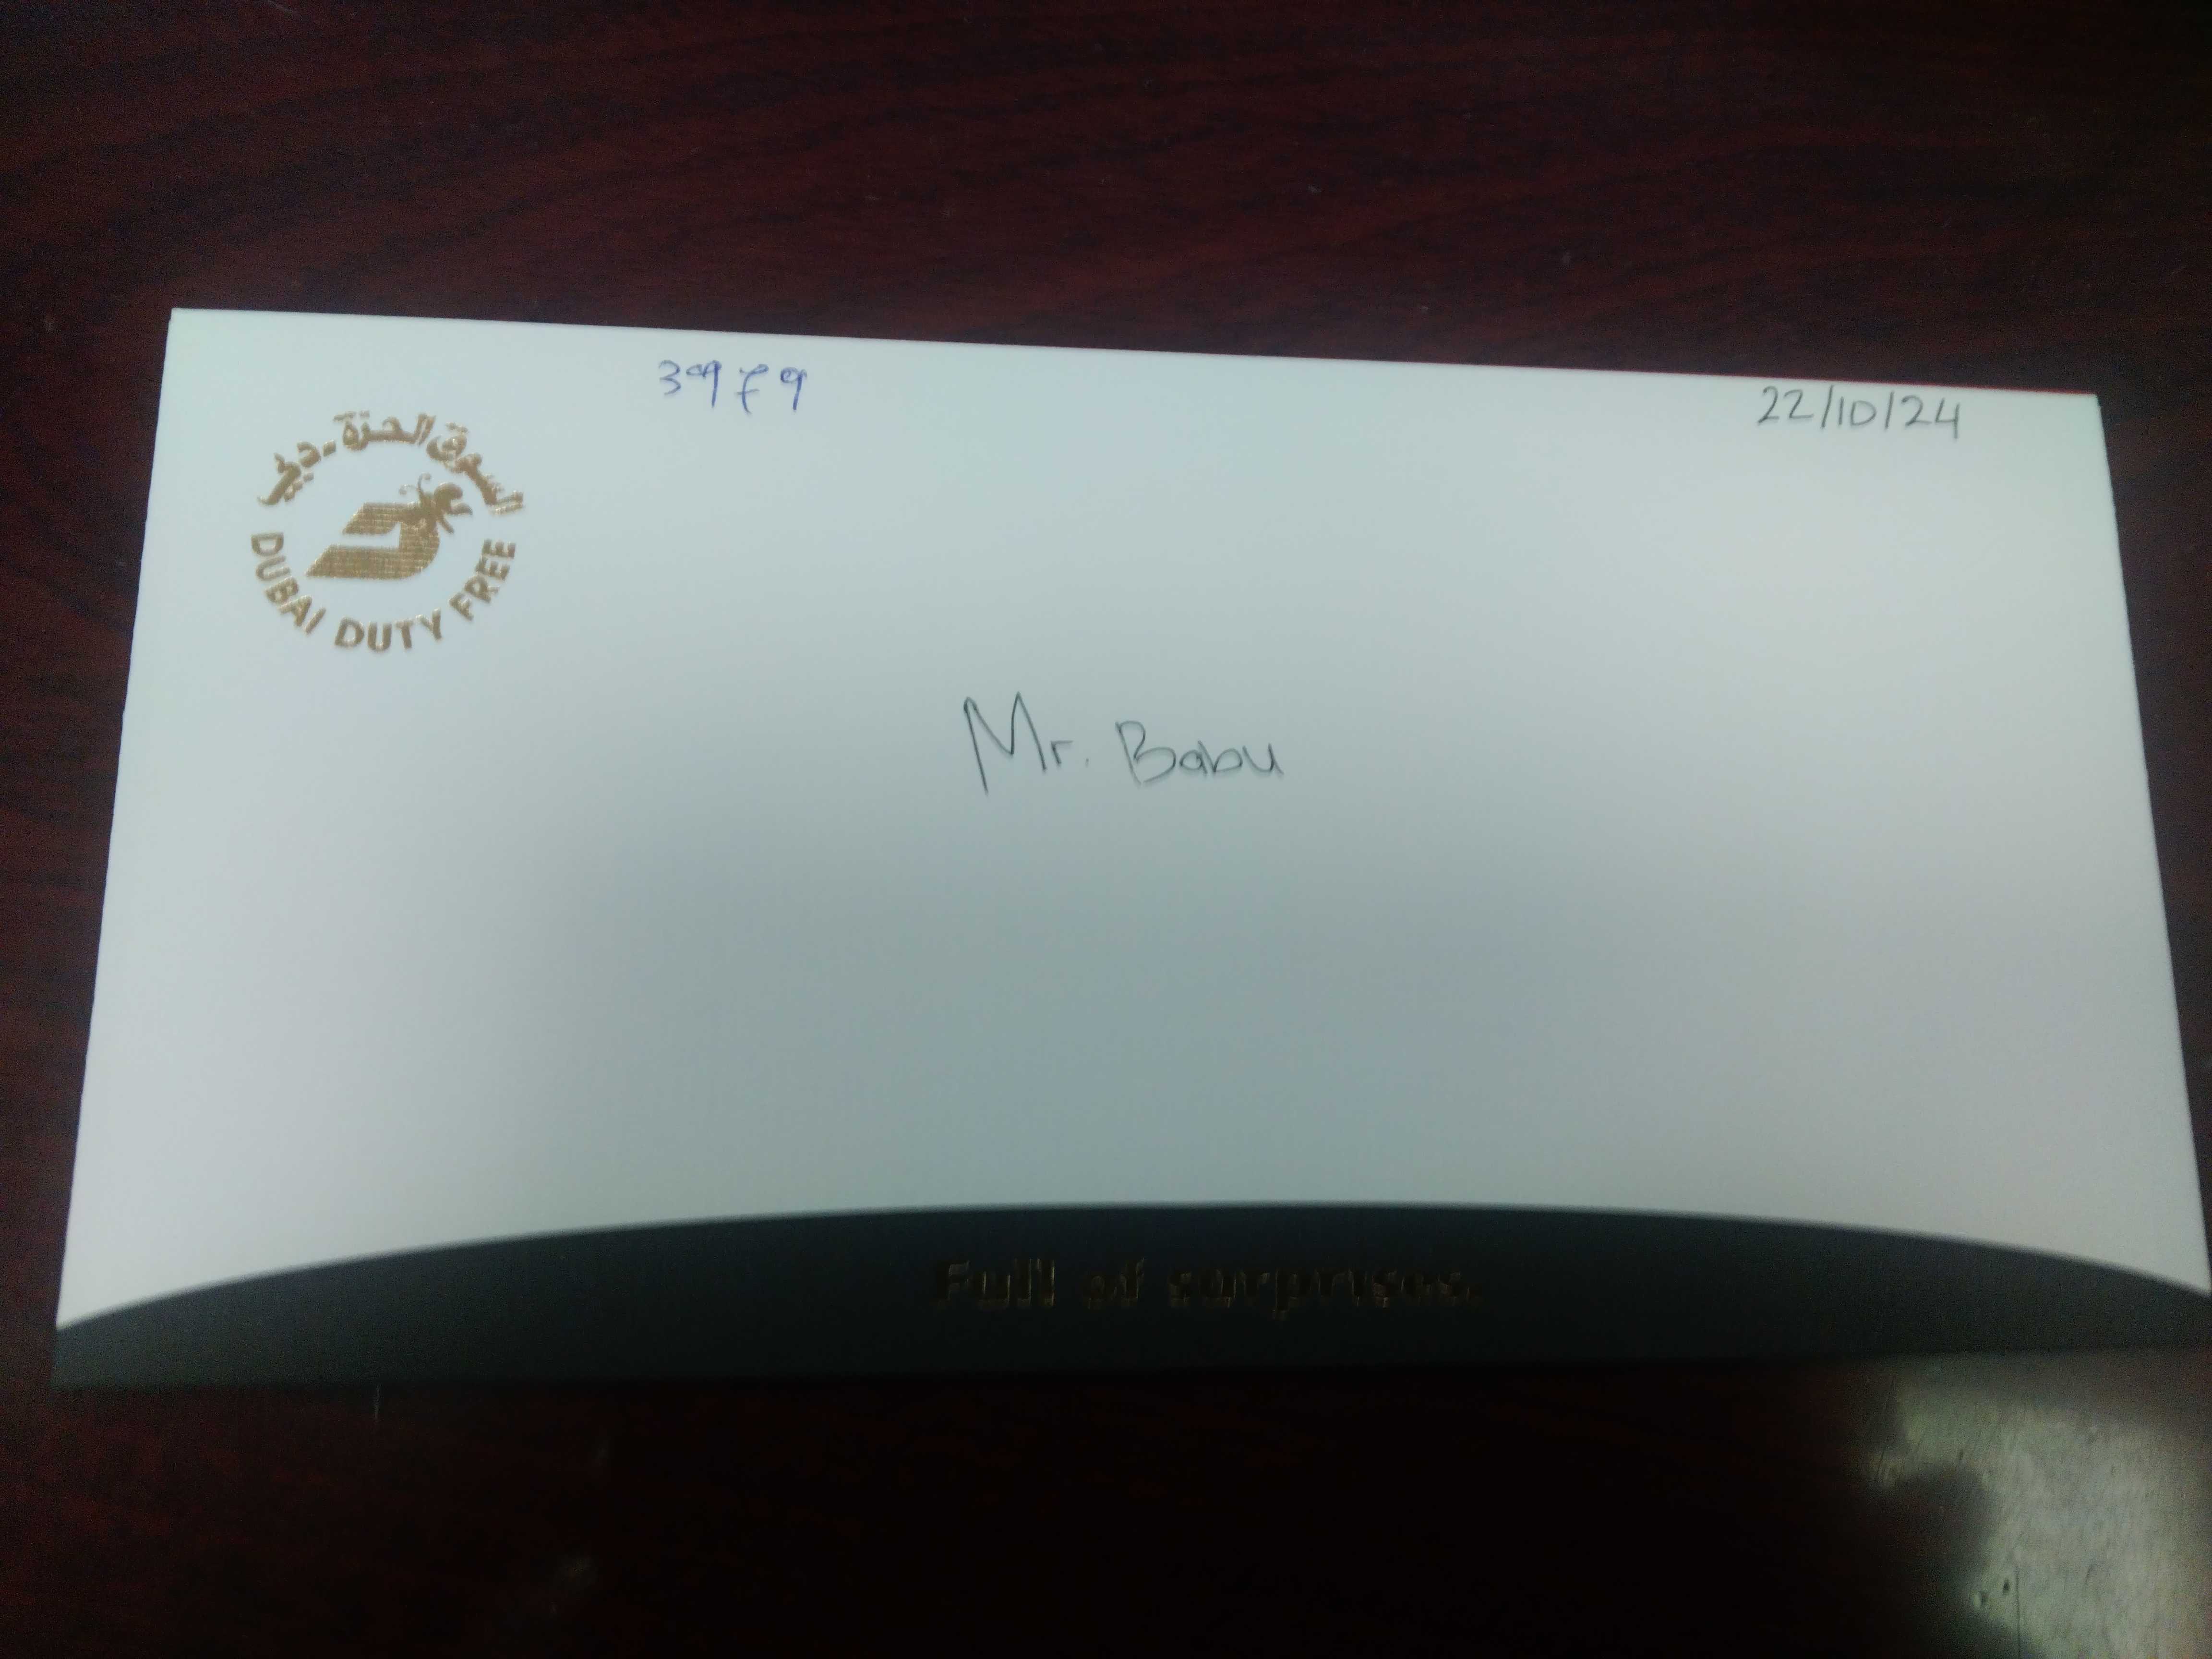 3979
22/10/24
السوق الحرة - دبي
DUBAI DUTY FREE
Mr. Babu
Full of surprises.